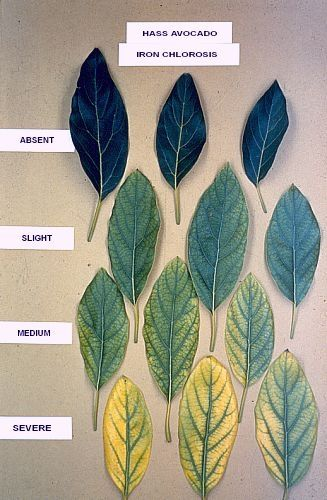 HASS AVOCADO
IRON CHLOROSIS
ABSENT
SLIGHT
MEDIUM
SEVERE